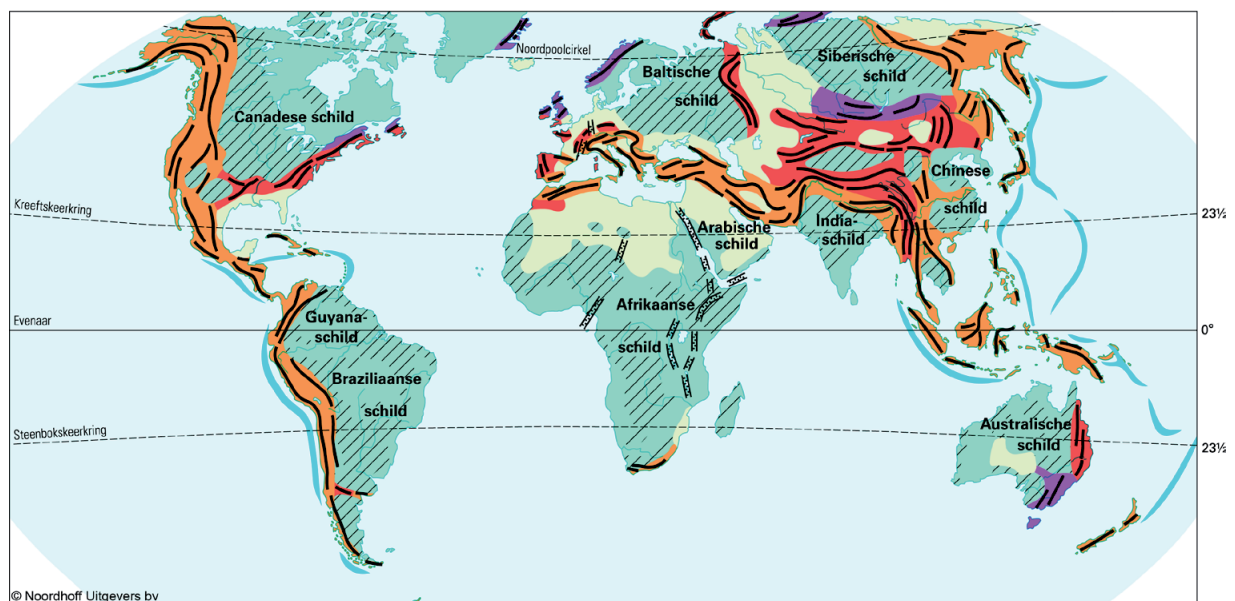 Noordpoolcirkel
Siberische
schild
Baltische
schild
Canadese schild
Chinese
schild
Kreeftskeerkring
23½
Arabische
schild
India-
schild
Afrikaanse
schild
Guyana-
schild
Evenaar
0°
Braziliaanse
schild
Australische
schild
Steenbokskeerkring
23½
© Noordhoff Uitgevers bv